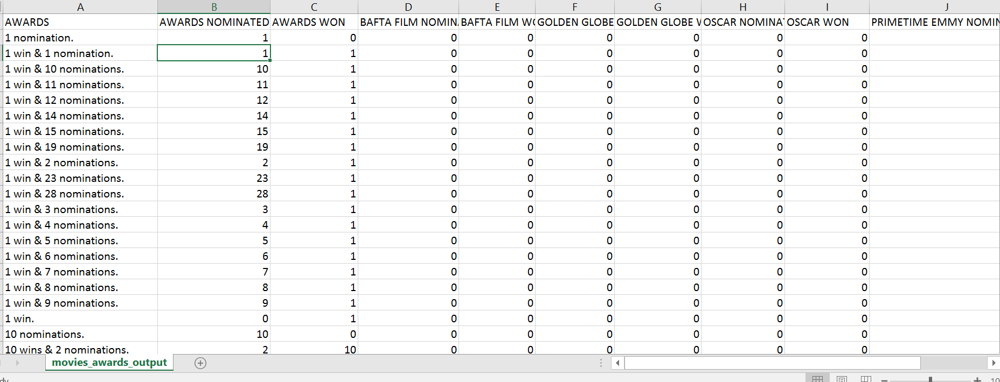 A B C D E F G H I J
AWARDS AWARDS NOMINATED AWARDS WON BAFTA FILM NOMIN BAFTA FILM W GOLDEN GLOBE GOLDEN GLOBE OSCAR NOMINA OSCAR WON PRIMETIME EMMY NOMIN
1 nomination. 1 0 0 0 0 0 0 0
1 win & 1 nomination. 1 1 0 0 0 0 0 0
1 win & 10 nominations. 10 1 0 0 0 0 0 0
1 win & 11 nominations. 11 1 0 0 0 0 0 0
1 win & 12 nominations. 12 1 0 0 0 0 0 0
1 win & 14 nominations. 14 1 0 0 0 0 0 0
1 win & 15 nominations. 15 1 0 0 0 0 0 0
1 win & 19 nominations. 19 1 0 0 0 0 0 0
1 win & 2 nominations. 2 1 0 0 0 0 0 0
1 win & 23 nominations. 23 1 0 0 0 0 0 0
1 win & 28 nominations. 28 1 0 0 0 0 0 0
1 win & 3 nominations. 3 1 0 0 0 0 0 0
1 win & 4 nominations. 4 1 0 0 0 0 0 0
1 win & 5 nominations. 5 1 0 0 0 0 0 0
1 win & 6 nominations. 6 1 0 0 0 0 0 0
1 win & 7 nominations. 7 1 0 0 0 0 0 0
1 win & 8 nominations. 8 1 0 0 0 0 0 0
1 win & 9 nominations. 9 1 0 0 0 0 0 0
1 win. 0 1 0 0 0 0 0 0
10 nominations. 10 0 0 0 0 0 0 0
10 wins & 2 nominations. 2 10 0 0 0 0 0 0
movies_awards_output